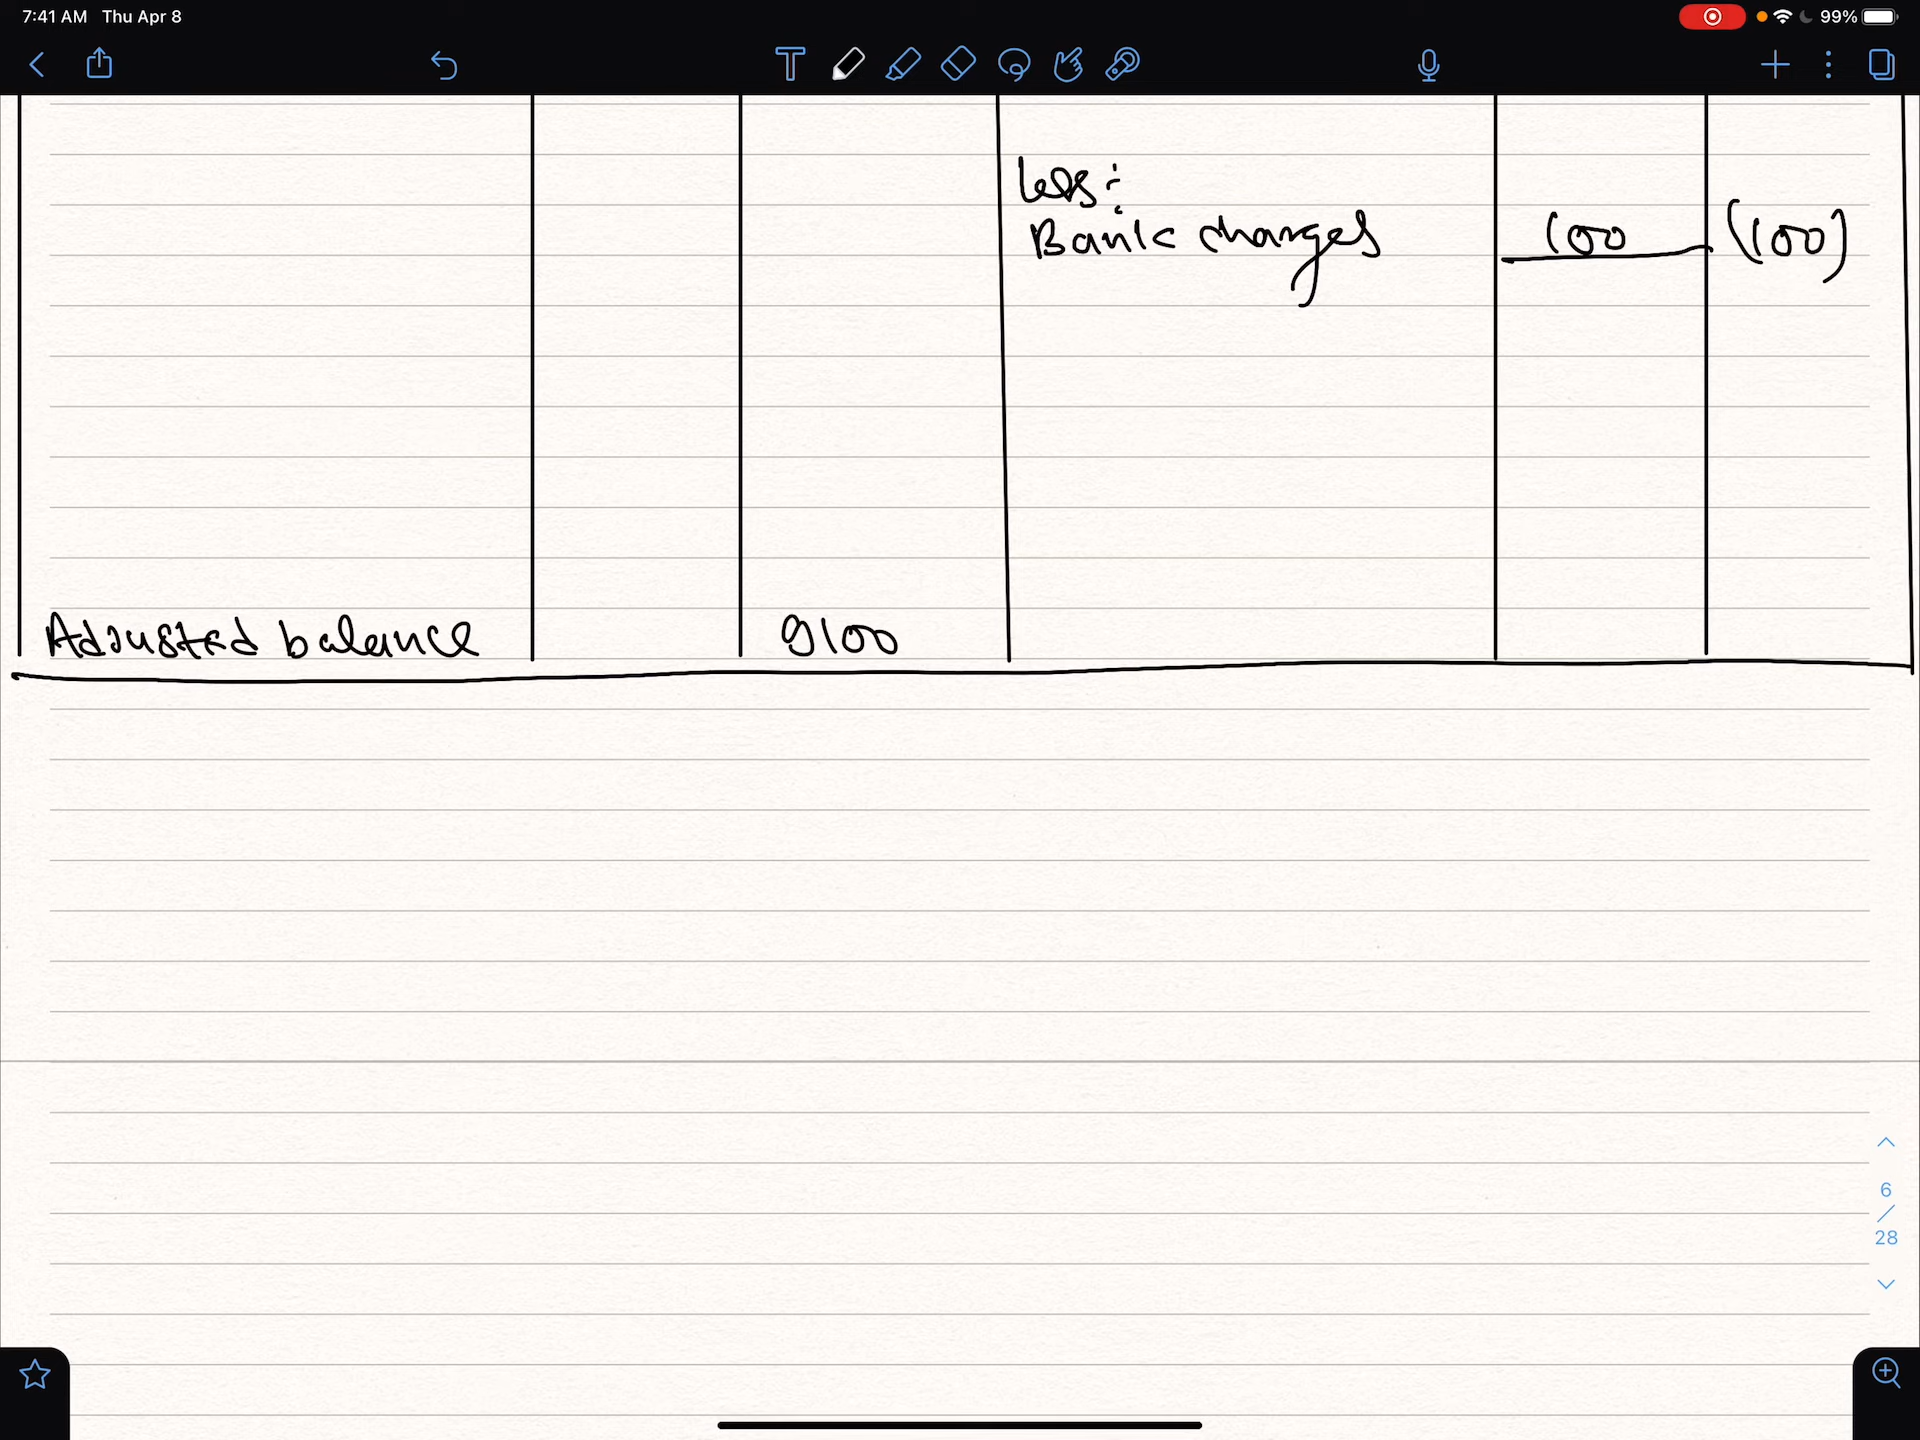 7:41 AM Thu Apr 8
99%
Less:
Bank charges 100 (100)
Adjusted balance 9100
6
/
28